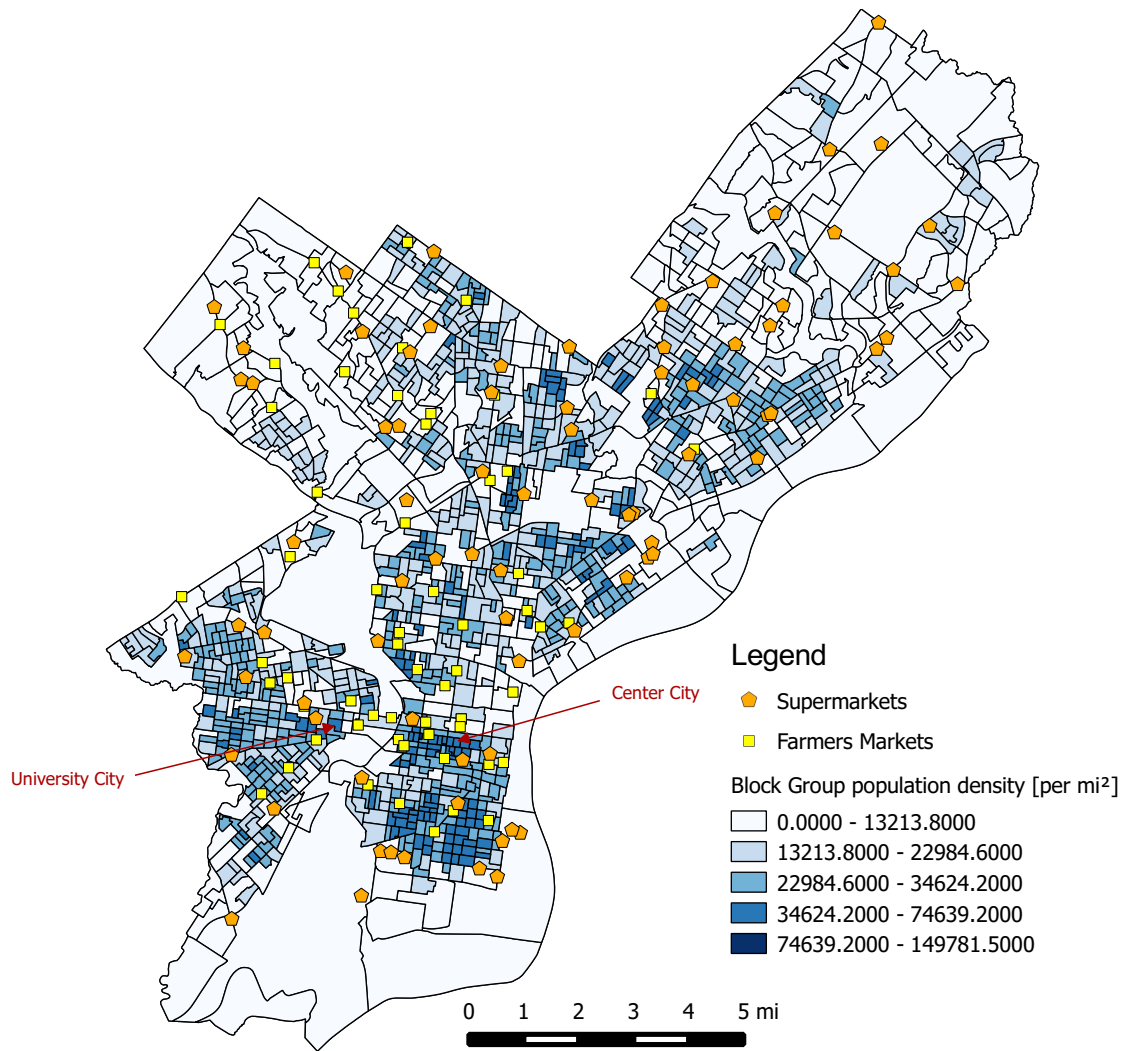 Legend
Supermarkets
Center City
Farmers Markets
University City
Block Group population density [per mi²]
0.0000 - 13213.8000
13213.8000 - 22984.6000
22984.6000 - 34624.2000
34624.2000 - 74639.2000
74639.2000 - 149781.5000
0 1 2 3 4 5 mi